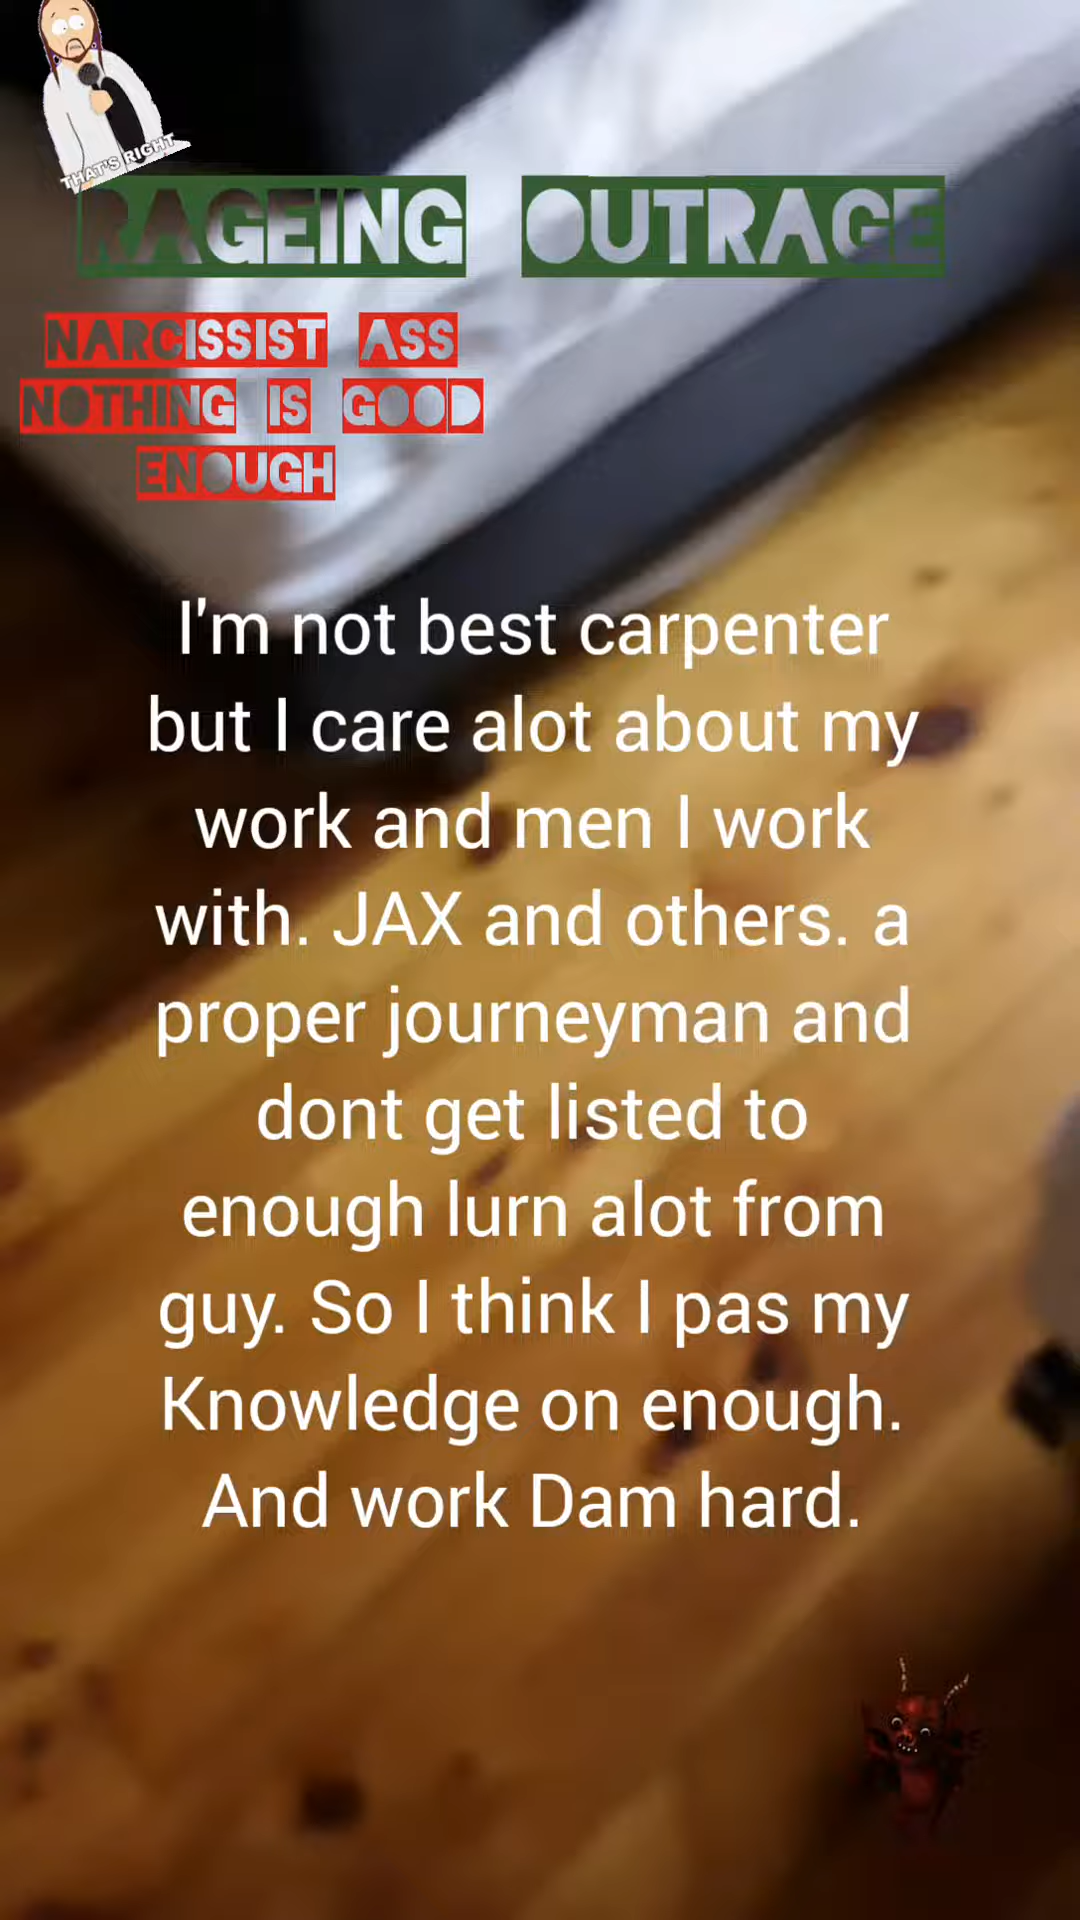 THAT'S RIGHT
RAGEING OUTRAGE
NARCISSIST ASS
NOTHING IS GOOD
ENOUGH
I'm not best carpenter
but I care alot about my
work and men I work
with. JAX and others. a
proper journeyman and
dont get listed to
enough lurn alot from
guy. So I think I pas my
Knowledge on enough.
And work Dam hard.